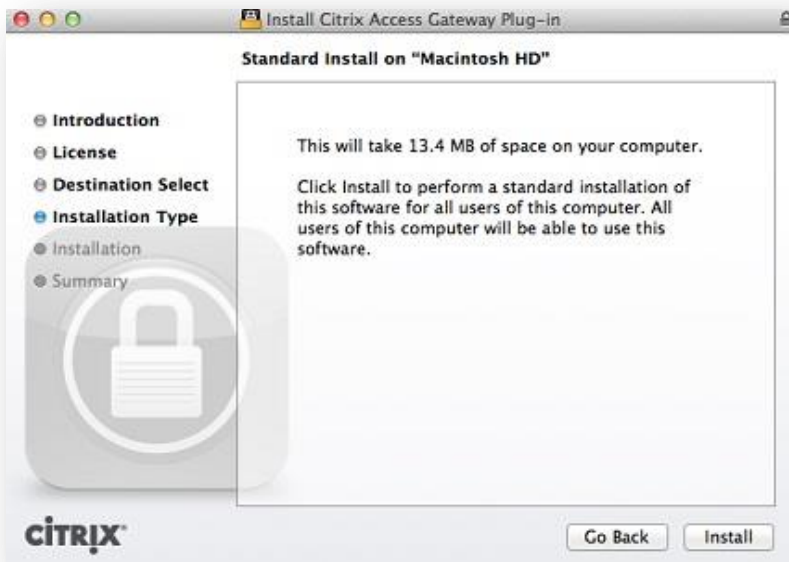 Install Citrix Access Gateway Plug-in
Standard Install on “Macintosh HD”
Introduction
License
Destination Select
Installation Type
Installation
Summary
This will take 13.4 MB of space on your computer.
Click Install to perform a standard installation of
this software for all users of this computer. All
users of this computer will be able to use this
software.
CİTRIX
Go Back
Install